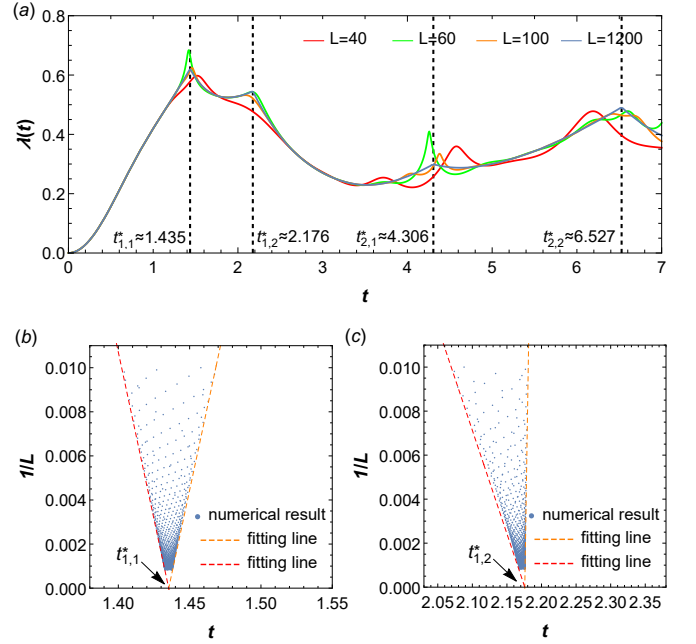 (a)
L=40 L=60 L=100 L=1200
0.8
0.6
0.4
0.2
0.0
λ(t)
t*1,1≈1.435 t*1,2≈2.176 t*2,1≈4.306 t*2,2≈6.527
0 1 2 3 4 5 6 7
t
(b)
0.010
0.008
0.006
0.004
0.002
0.000
1/L
numerical result
fitting line
fitting line
t*1,1
1.40 1.45 1.50 1.55
t
(c)
0.010
0.008
0.006
0.004
0.002
0.000
1/L
numerical result
fitting line
fitting line
t*1,2
2.05 2.10 2.15 2.20 2.25 2.30 2.35
t